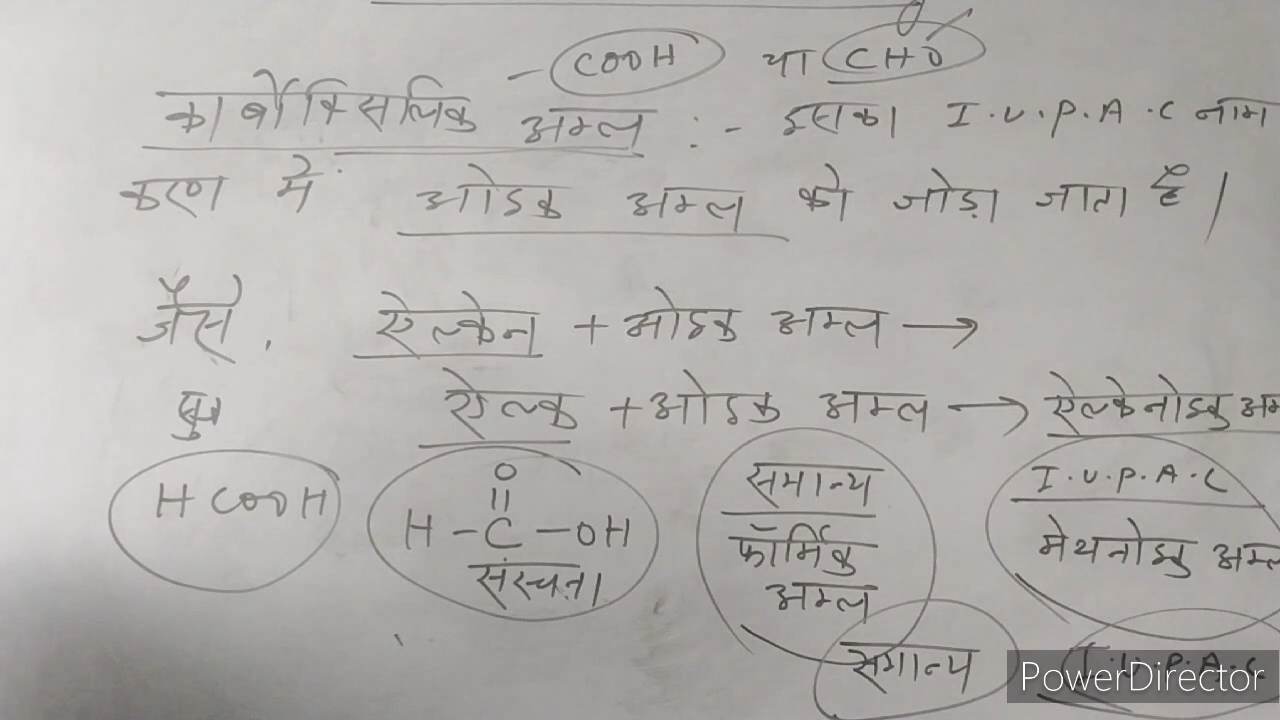 -COOH या CHO
कार्बोक्सिलिक अम्ल :- इसका I.U.P.A.C नाम
करण में ओइक अम्ल को जोड़ा जाता है।
जैसे, ऐल्केन + ओइक अम्ल →
ऐल्क + ओइक अम्ल → ऐल्केनोइक अम
HCOOH
O
||
H - C - OH
संरचना
समान्य
फॉर्मिक
अम्ल
I.U.P.A.C
मेथनोइक अम्ल
समान्य I.U.P.A.C
PowerDirector